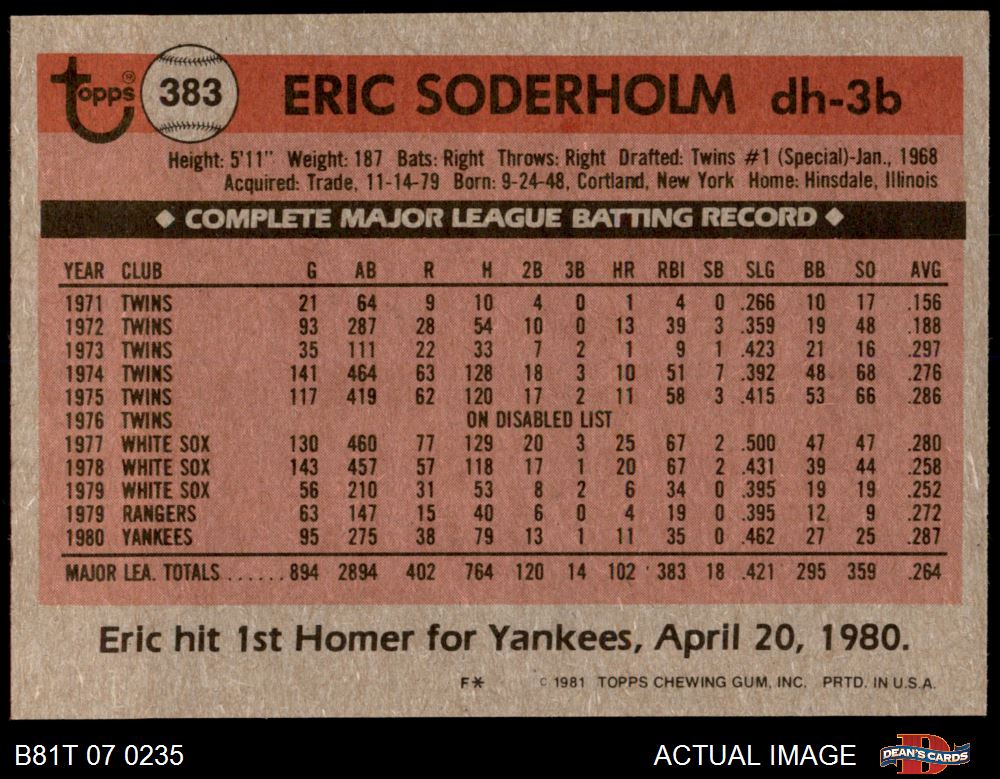 topps® 383 ERIC SODERHOLM dh-3b
Height: 5'11" Weight: 187 Bats: Right Throws: Right Drafted: Twins #1 (Special)-Jan., 1968
Acquired: Trade, 11-14-79 Born: 9-24-48, Cortland, New York Home: Hinsdale, Illinois
◆ COMPLETE MAJOR LEAGUE BATTING RECORD ◆
YEAR CLUB G AB R H 2B 3B HR RBI SB SLG BB SO AVG
1971 TWINS 21 64 9 10 4 0 1 4 0 .266 10 17 .156
1972 TWINS 93 287 28 54 10 0 13 39 3 .359 19 48 .188
1973 TWINS 35 111 22 33 7 2 1 9 1 .423 21 16 .297
1974 TWINS 141 464 63 128 18 3 10 51 7 .392 48 68 .276
1975 TWINS 117 419 62 120 17 2 11 58 3 .415 53 66 .286
1976 TWINS ON DISABLED LIST
1977 WHITE SOX 130 460 77 129 20 3 25 67 2 .500 47 47 .280
1978 WHITE SOX 143 457 57 118 17 1 20 67 2 .431 39 44 .258
1979 WHITE SOX 56 210 31 53 8 2 6 34 0 .395 19 19 .252
1979 RANGERS 63 147 15 40 6 0 4 19 0 .395 12 9 .272
1980 YANKEES 95 275 38 79 13 1 11 35 0 .462 27 25 .287
MAJOR LEA. TOTALS ...... 894 2894 402 764 120 14 102 383 18 .421 295 359 .264
Eric hit 1st Homer for Yankees, April 20, 1980.
F* © 1981 TOPPS CHEWING GUM, INC. PRTD. IN U.S.A.
B81T 07 0235 ACTUAL IMAGE DEAN'S CARDS